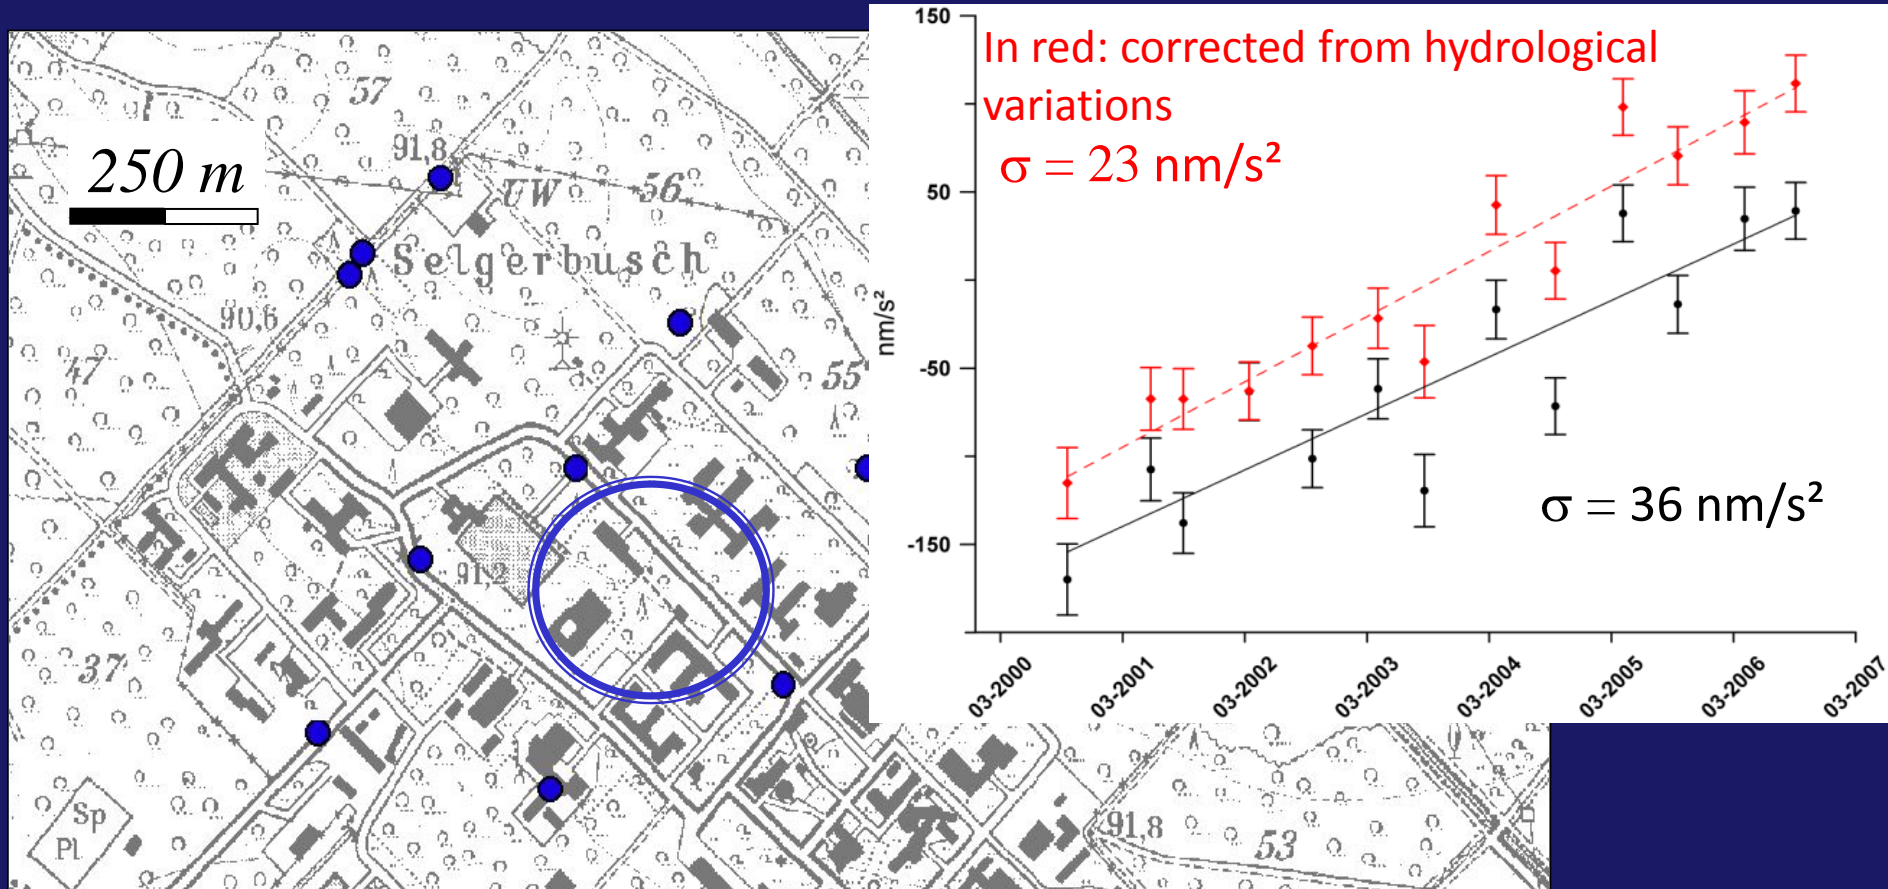 57
91,8
250 m
UW
56
Selgerbusch
90,6
47
55
91,2
37
Sp
Pl
91,8
53
In red: corrected from hydrological
variations
σ = 23 nm/s²
σ = 36 nm/s²
nm/s²
150
50
-50
-150
03-2000
03-2001
03-2002
03-2003
03-2004
03-2005
03-2006
03-2007